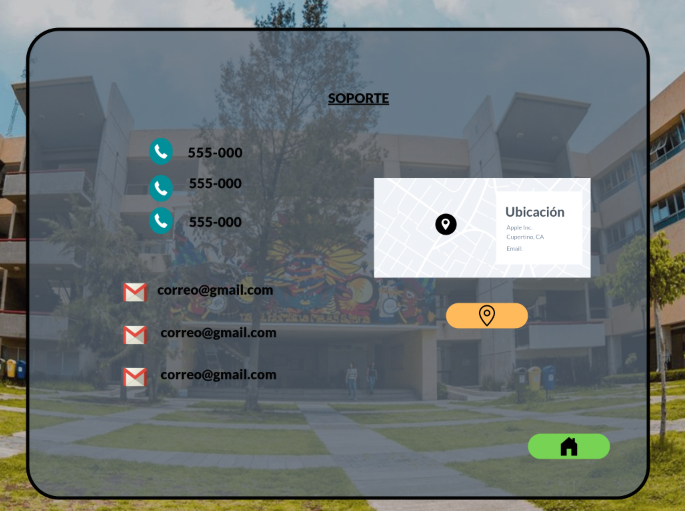 SOPORTE
555-000
555-000
555-000
correo@gmail.com
correo@gmail.com
correo@gmail.com
Ubicación
Apple Inc.
Cupertino, CA
Email: